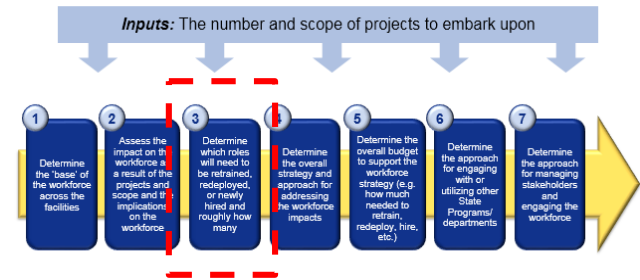 Inputs: The number and scope of projects to embark upon
1
Determine
the 'base' of
the workforce
across the
facilities
2
Assess the
impact on the
workforce as
a result of the
projects and
scope and the
implications
on the
workforce
3
Determine
which roles
will need to
be retrained,
redeployed,
or newly
hired and
roughly how
many
4
Determine
the overall
strategy and
approach for
addressing
the workforce
impacts
5
Determine the
overall budget
to support the
workforce
strategy (e.g.
how much
needed to
retrain,
redeploy, hire,
etc.)
6
Determine the
approach for
engaging
with or
utilizing other
State
Programs/
departments
7
Determine
the approach
for managing
stakeholders
and
engaging the
workforce